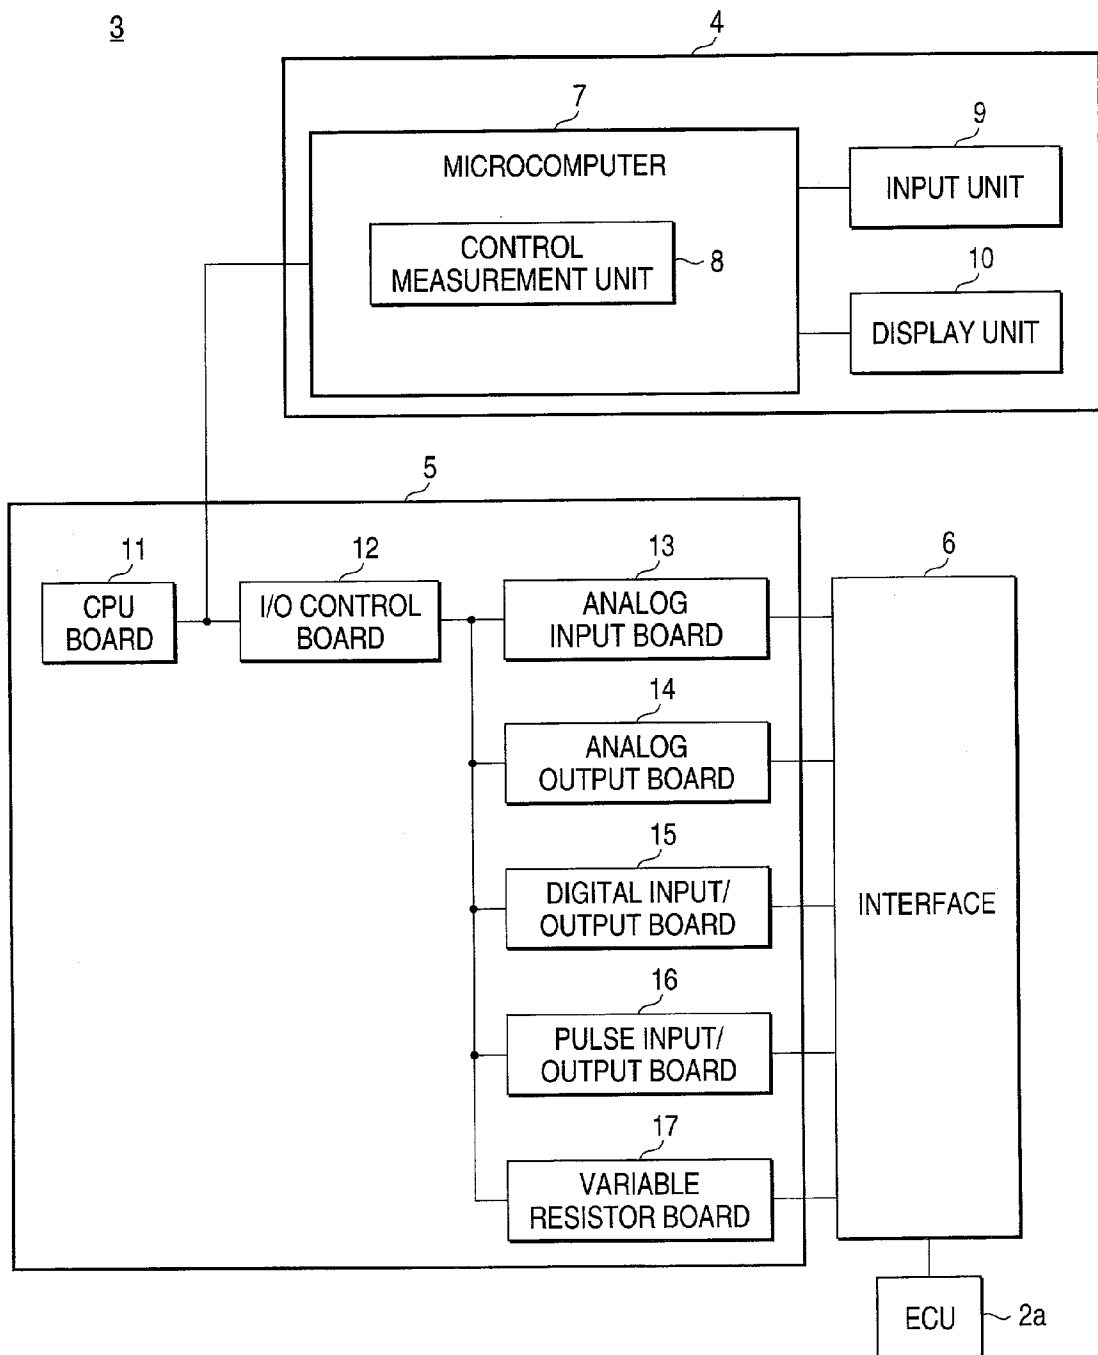 3
4
7
MICROCOMPUTER
CONTROL
MEASUREMENT UNIT
8
9
INPUT UNIT
10
DISPLAY UNIT
5
11
CPU
BOARD
12
I/O CONTROL
BOARD
13
ANALOG
INPUT BOARD
14
ANALOG
OUTPUT BOARD
15
DIGITAL INPUT/
OUTPUT BOARD
16
PULSE INPUT/
OUTPUT BOARD
17
VARIABLE
RESISTOR BOARD
6
INTERFACE
ECU
2a